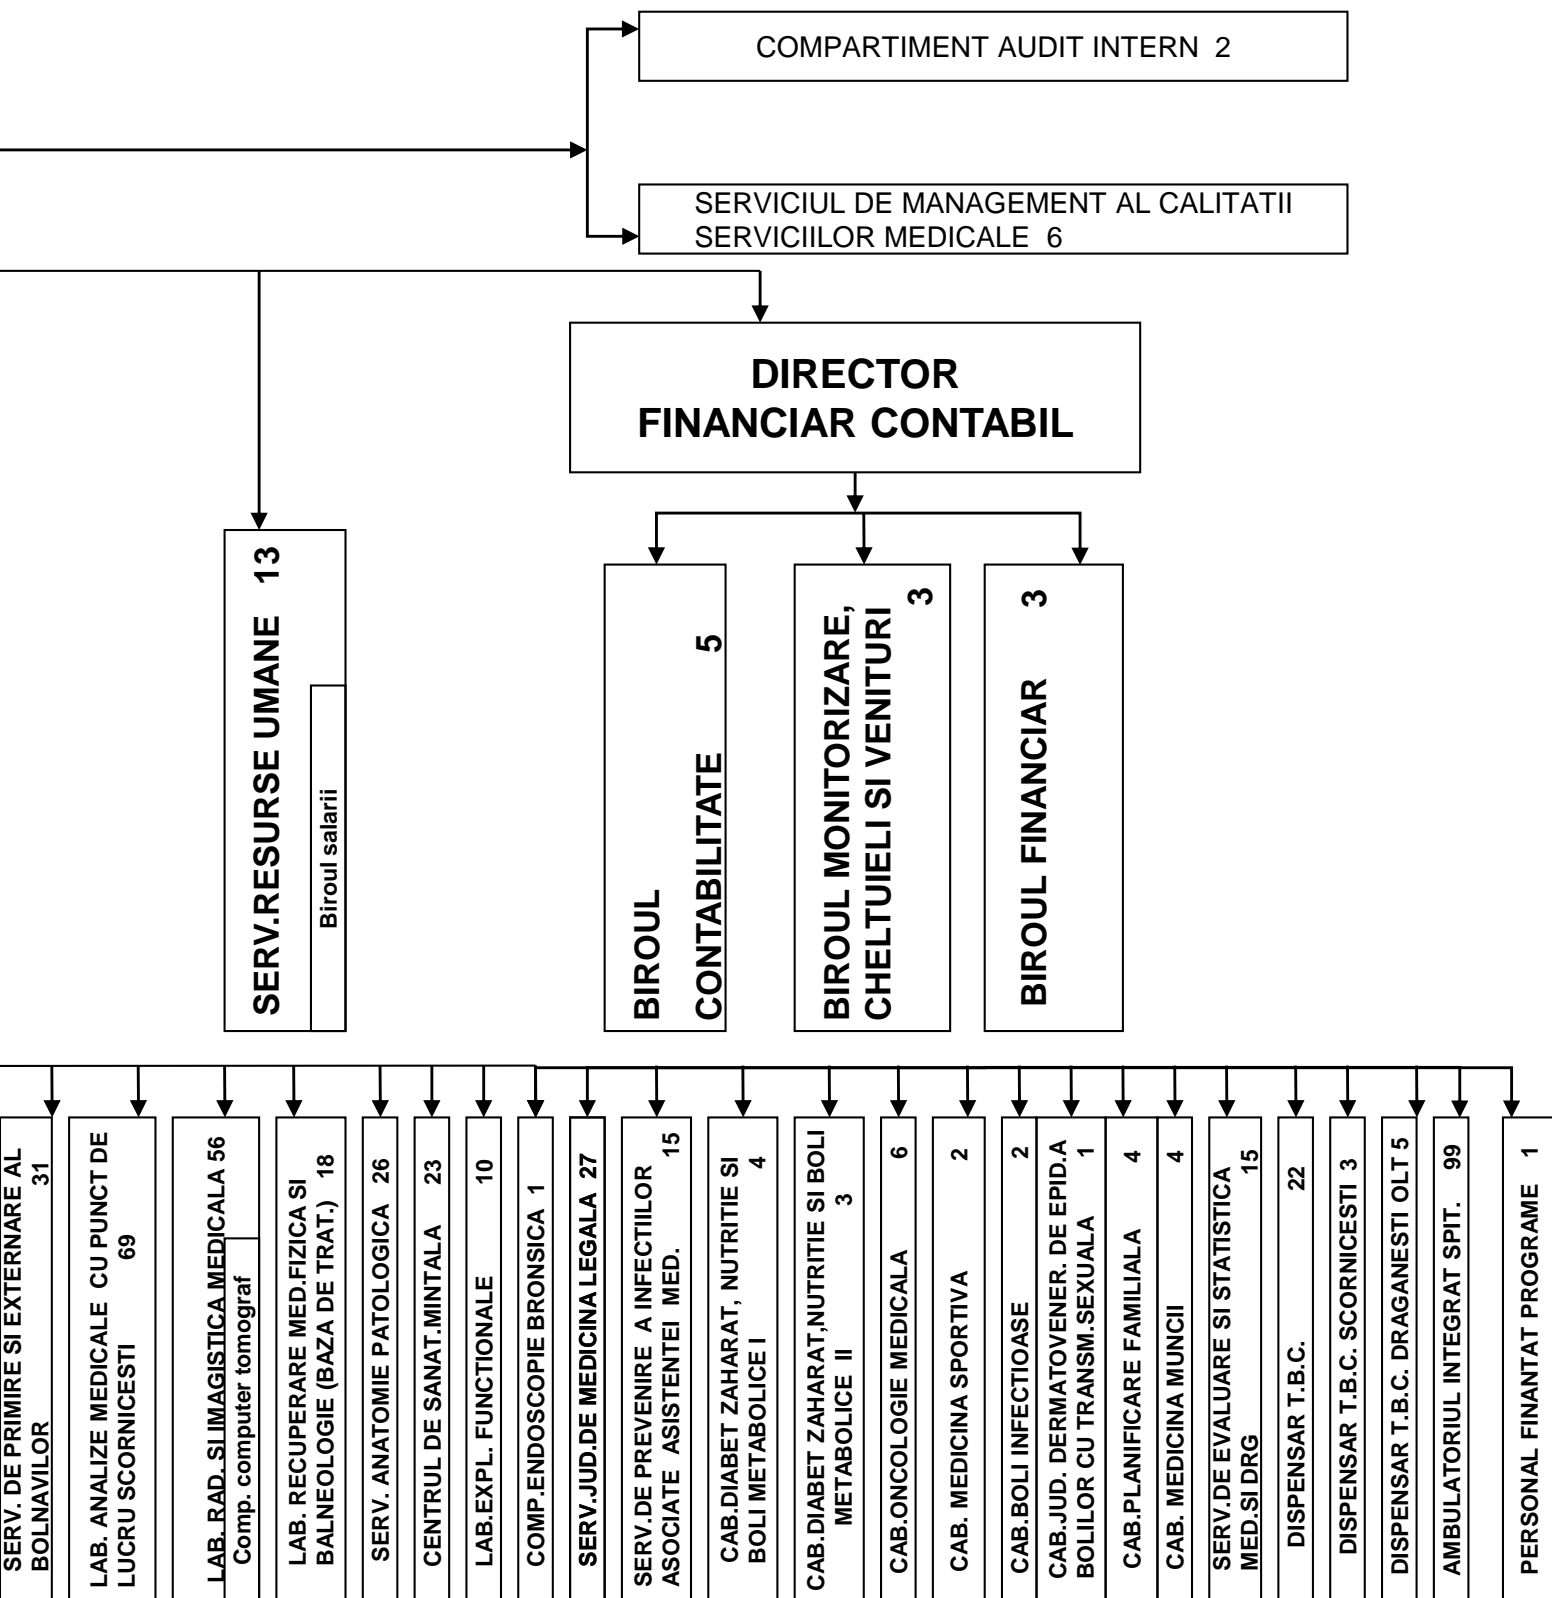 COMPARTIMENT AUDIT INTERN 2
SERVICIUL DE MANAGEMENT AL CALITATII
SERVICIILOR MEDICALE 6
DIRECTOR
FINANCIAR CONTABIL
SERV.RESURSE UMANE 13
Biroul salarii
BIROUL
CONTABILITATE 5
BIROUL MONITORIZARE,
CHELTUIELI SI VENITURI
3
BIROUL FINANCIAR 3
SERV. DE PRIMIRE SI EXTERNARE AL
BOLNAVILOR 31
LAB. ANALIZE MEDICALE CU PUNCT DE
LUCRU SCORNICESTI 69
LAB. RAD. SI IMAGISTICA MEDICALA 56
Comp. computer tomograf
LAB. RECUPERARE MED.FIZICA SI
BALNEOLOGIE (BAZA DE TRAT.) 18
SERV. ANATOMIE PATOLOGICA 26
CENTRUL DE SANAT.MINTALA 23
LAB.EXPL. FUNCTIONALE 10
COMP.ENDOSCOPIE BRONSICA 1
SERV.JUD.DE MEDICINA LEGALA 27
SERV.DE PREVENIRE A INFECTIILOR
ASOCIATE ASISTENTEI MED. 15
CAB.DIABET ZAHARAT, NUTRITIE SI
BOLI METABOLICE I 4
CAB.DIABET ZAHARAT,NUTRITIE SI BOLI
METABOLICE II 3
CAB.ONCOLOGIE MEDICALA 6
CAB. MEDICINA SPORTIVA 2
CAB.BOLI INFECTIOASE 2
CAB.JUD. DERMATOVENER. DE EPID.A
BOLILOR CU TRANSM.SEXUALA 1
CAB.PLANIFICARE FAMILIALA 4
CAB. MEDICINA MUNCII 4
SERV.DE EVALUARE SI STATISTICA
MED.SI DRG 15
DISPENSAR T.B.C. 22
DISPENSAR T.B.C. SCORNICESTI 3
DISPENSAR T.B.C. DRAGANESTI OLT 5
AMBULATORIUL INTEGRAT SPIT. 99
PERSONAL FINANTAT PROGRAME 1